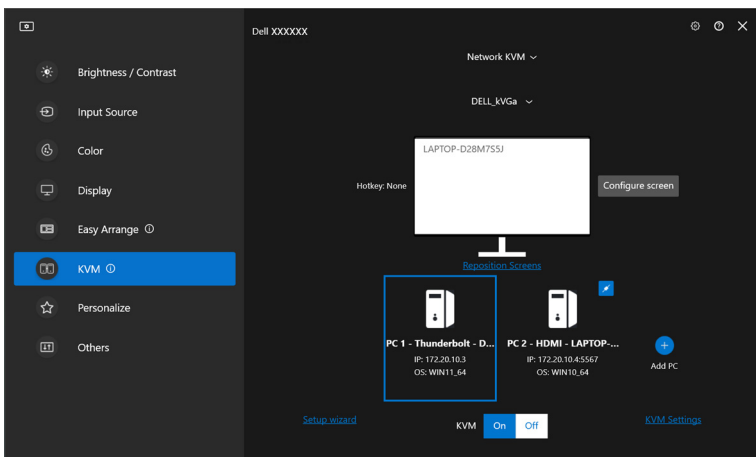 Dell XXXXXX
Brightness / Contrast
Input Source
Color
Display
Easy Arrange
KVM
Personalize
Others
Network KVM
DELL_kVGa
LAPTOP-D28M7S5J
Hotkey: None
Configure screen
Reposition Screens
PC 1 - Thunderbolt - D...
IP: 172.20.10.3
OS: WIN11_64
PC 2 - HDMI - LAPTOP-...
IP: 172.20.10.4:5567
OS: WIN10_64
Add PC
Setup wizard
KVM On Off
KVM Settings